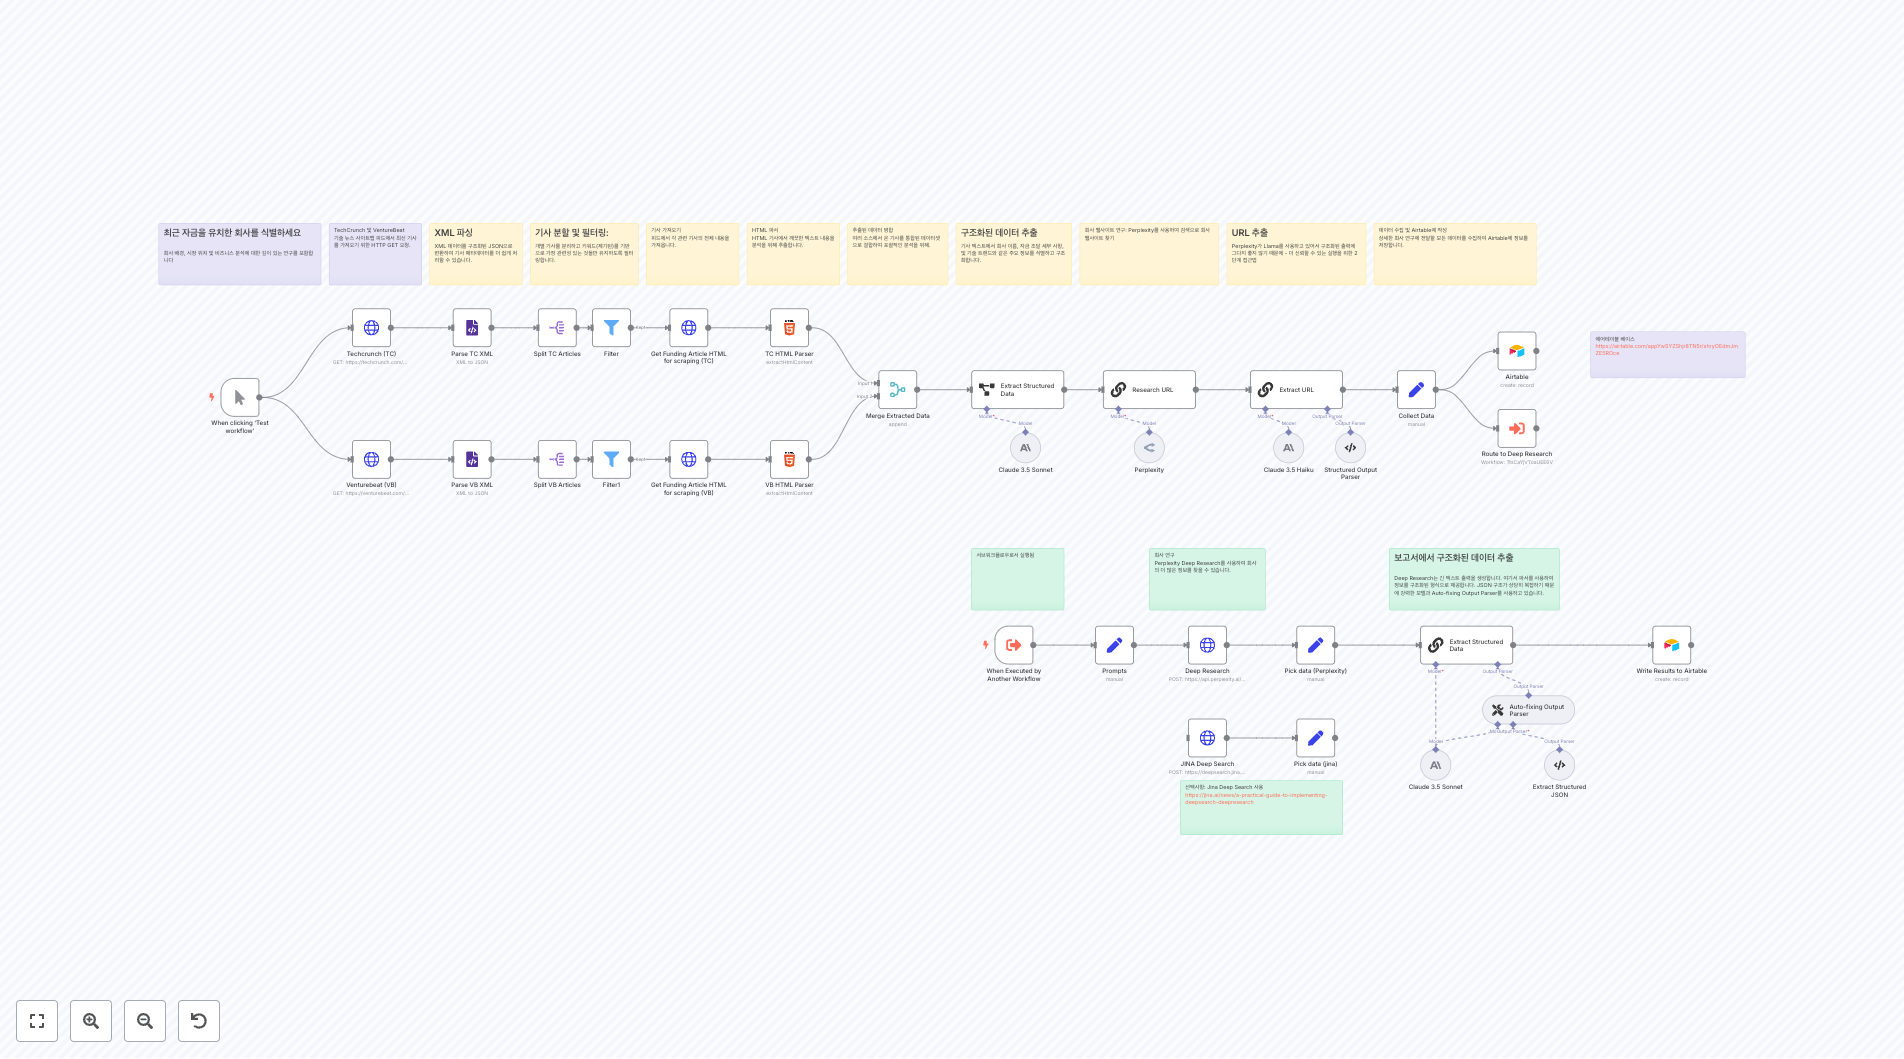 최근 자금을 유치한 회사를 식별하세요
회사 배경, 시장 위치 및 비즈니스 분석에 대한 깊이 있는 연구를 포함합
니다
TechCrunch 및 VentureBeat
기술 뉴스 사이트맵 피드에서 최신 기사
를 가져오기 위한 HTTP GET 요청.
XML 파싱
XML 데이터를 구조화된 JSON으로
변환하여 기사 메타데이터를 더 쉽게 처
리할 수 있습니다.
기사 분할 및 필터링:
개별 기사를 분리하고 키워드(제기된)를 기반
으로 가장 관련성 있는 것들만 유지하도록 필터
링합니다.
기사 가져오기
피드에서 각 관련 기사의 전체 내용을
가져옵니다.
HTML 파서
HTML 기사에서 깨끗한 텍스트 내용을
분석을 위해 추출합니다.
추출된 데이터 병합
여러 소스에서 온 기사를 통합된 데이터셋
으로 결합하여 포괄적인 분석을 위해.
구조화된 데이터 추출
기사 텍스트에서 회사 이름, 자금 조달 세부 사항,
및 기술 트렌드와 같은 주요 정보를 식별하고 구조
화합니다.
회사 웹사이트 연구: Perplexity를 사용하여 검색으로 회사
웹사이트 찾기
URL 추출
Perplexity가 Llama를 사용하고 있어서 구조화된 출력에
그다지 좋지 않기 때문에 - 더 신뢰할 수 있는 실행을 위한 2
단계 접근법
데이터 수집 및 Airtable에 작성
상세한 회사 연구에 전달할 모든 데이터를 수집하여 Airtable에 정보를
저장합니다.
에어테이블 베이스
When clicking 'Test
workflow'
Techcrunch (TC)
GET: https://techcrunch.com/...
Parse TC XML
XML to JSON
Split TC Articles
Filter
Kept
Get Funding Article HTML
for scraping (TC)
TC HTML Parser
extractHtmlContent
Venturebeat (VB)
GET: https://venturebeat.com/...
Parse VB XML
XML to JSON
Split VB Articles
Filter1
Kept
Get Funding Article HTML
for scraping (VB)
VB HTML Parser
extractHtmlContent
Input 1
Input 2
Merge Extracted Data
append
Extract Structured
Data
Model*
Model
Claude 3.5 Sonnet
Research URL
Model*
Model
Perplexity
Extract URL
Model*
Output Parser
Model
Output Parser
Claude 3.5 Haiku
Structured Output
Parser
Collect Data
manual
Airtable
create: record
Route to Deep Research
서브워크플로우로서 실행됨
회사 연구
Perplexity Deep Research를 사용하여 회사
의 더 많은 정보를 찾을 수 있습니다.
보고서에서 구조화된 데이터 추출
Deep Research는 긴 텍스트 출력을 생성합니다. 여기서 파서를 사용하여
정보를 구조화된 형식으로 제공합니다. JSON 구조가 상당히 복잡하기 때문
에 강력한 모델과 Auto-fixing Output Parser를 사용하고 있습니다.
When Executed by
Another Workflow
Prompts
manual
Deep Research
POST: https://api.perplexity.ai/...
Pick data (Perplexity)
manual
Extract Structured
Data
Model*
Output Parser
Output Parser
Auto-fixing Output
Parser
Output Parser*
Model
Output Parser
Claude 3.5 Sonnet
Extract Structured
JSON
Write Results to Airtable
create: record
JINA Deep Search
POST: https://deepsearch.jina...
Pick data (jina)
manual
선택사항: Jina Deep Search 사용
https://jina.ai/news/a-practical-guide-to-implementing-
deepsearch-deepresearch